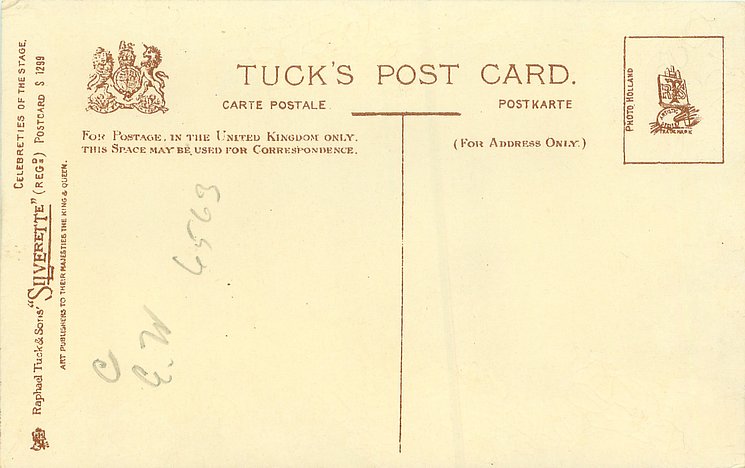 CELEBRETIES OF THE STAGE.
Raphael Tuck & Sons' "SILVERETTE" (REGD) POSTCARD S 1299
ART PUBLISHERS TO THEIR MAJESTIES THE KING & QUEEN.
TUCK'S POST CARD.
CARTE POSTALE.
POSTKARTE
FOR POSTAGE, IN THE UNITED KINGDOM ONLY,
THIS SPACE MAY BE USED FOR CORRESPONDENCE.
(FOR ADDRESS ONLY.)
PHOTO HOLLAND
TRADE MARK
6563
C